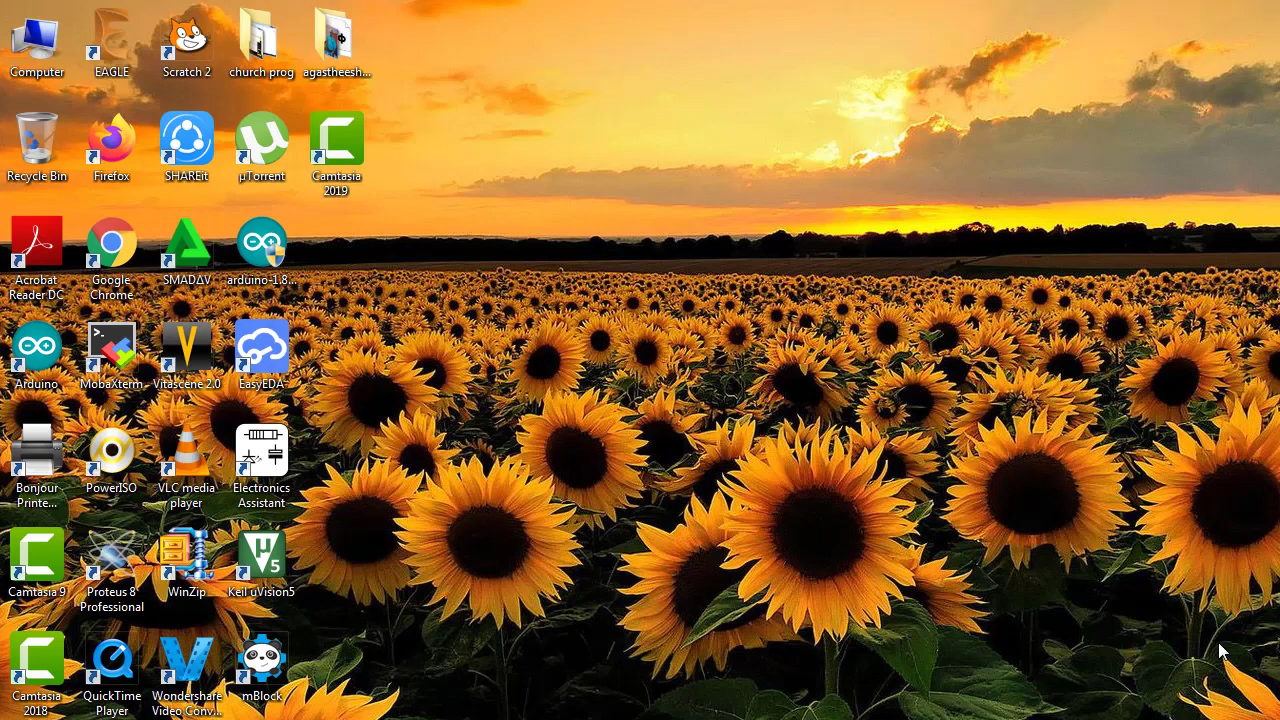 Computer
EAGLE
Scratch 2
church prog
agasteesh...
Recycle Bin
Firefox
SHAREit
µTorrent
Camtasia
2019
Acrobat
Reader DC
Google
Chrome
SMADΔV
arduino-1.8...
Arduino
MobaXterm
Vitascene 2.0
EasyEDA
Bonjour
Printe...
PowerISO
VLC media
player
Electronics
Assistant
Camtasia 9
Proteus 8
Professional
WinZip
Keil uVision5
Camtasia
2018
QuickTime
Player
Wondershare
Video Conv...
mBlock